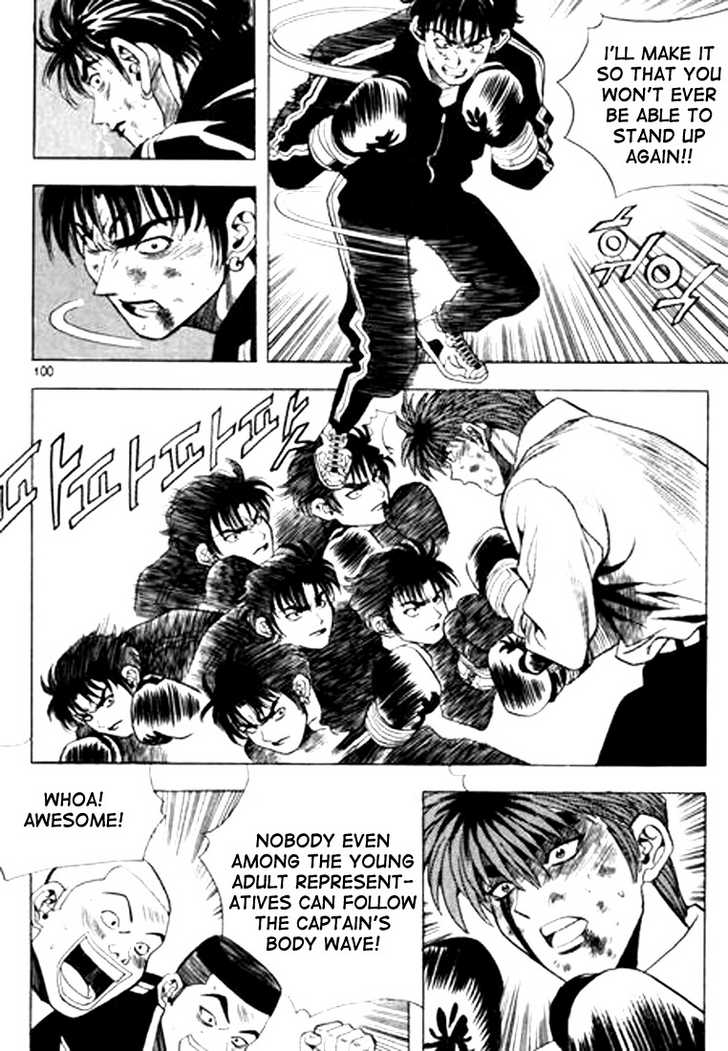 I'LL MAKE IT
SO THAT YOU
WON'T EVER
BE ABLE TO
STAND UP
AGAIN!!
휘익
100
파파파파팍
WHOA!
AWESOME!
NOBODY EVEN
AMONG THE YOUNG
ADULT REPRESENT-
ATIVES CAN FOLLOW
THE CAPTAIN'S
BODY WAVE!